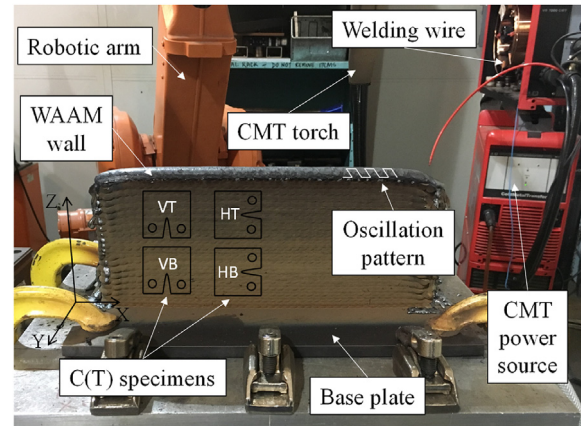 Robotic arm
Welding wire
WAAM
wall
CMT torch
Z
VT
HT
VB
HB
X
Y
Oscillation
pattern
CMT
power
source
C(T) specimens
Base plate